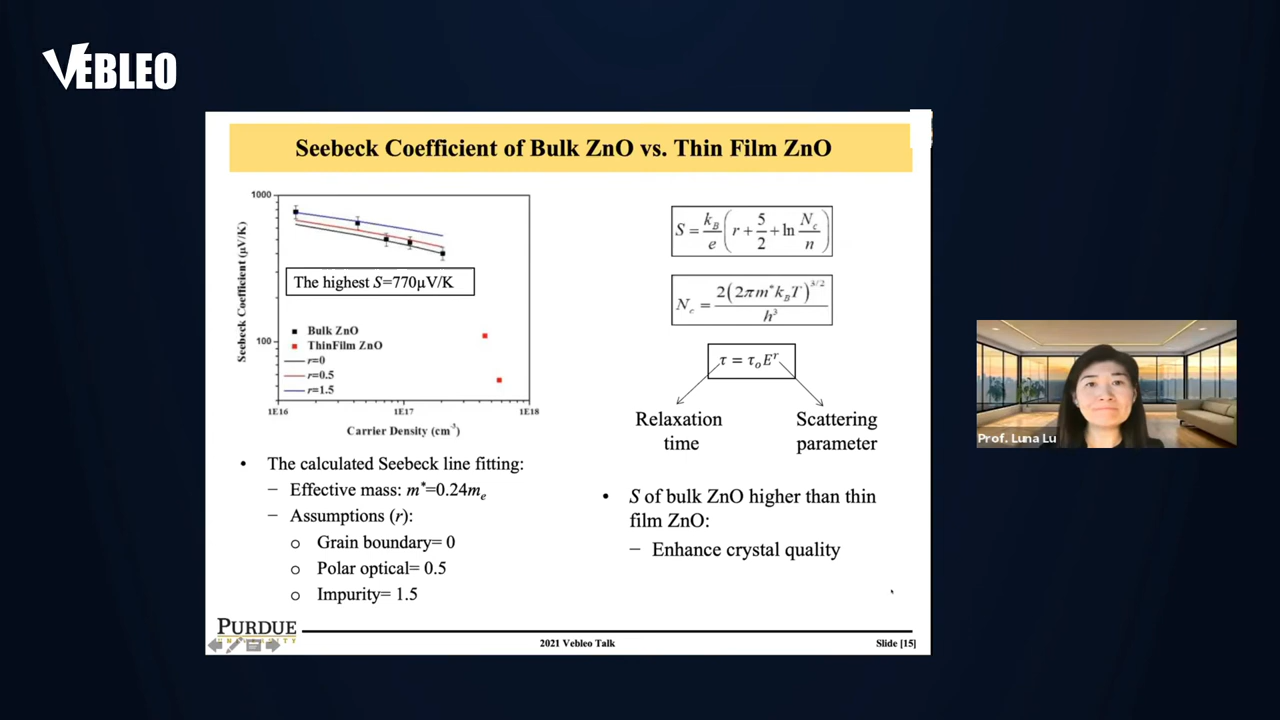 VEBLEO
Seebeck Coefficient of Bulk ZnO vs. Thin Film ZnO
1000
100
Seebeck Coefficient (μV/K)
The highest S=770μV/K
Bulk ZnO
ThinFilm ZnO
r=0
r=0.5
r=1.5
1E16
1E17
1E18
Carrier Density (cm⁻³)
• The calculated Seebeck line fitting:
– Effective mass: m*=0.24mₑ
– Assumptions (r):
o Grain boundary= 0
o Polar optical= 0.5
o Impurity= 1.5
S = k_B/e (r + 5/2 + ln N_c/n)
N_c = 2(2πm*k_BT)^{3/2}/h³
τ = τ₀Eʳ
Relaxation
time
Scattering
parameter
• S of bulk ZnO higher than thin
film ZnO:
– Enhance crystal quality
PURDUE
2021 Vebleo Talk
Slide [15]
Prof. Luna Lu